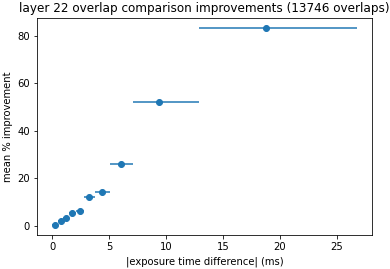 layer 22 overlap comparison improvements (13746 overlaps)
80
60
40
20
0
mean % improvement
0 5 10 15 20 25
|exposure time difference| (ms)